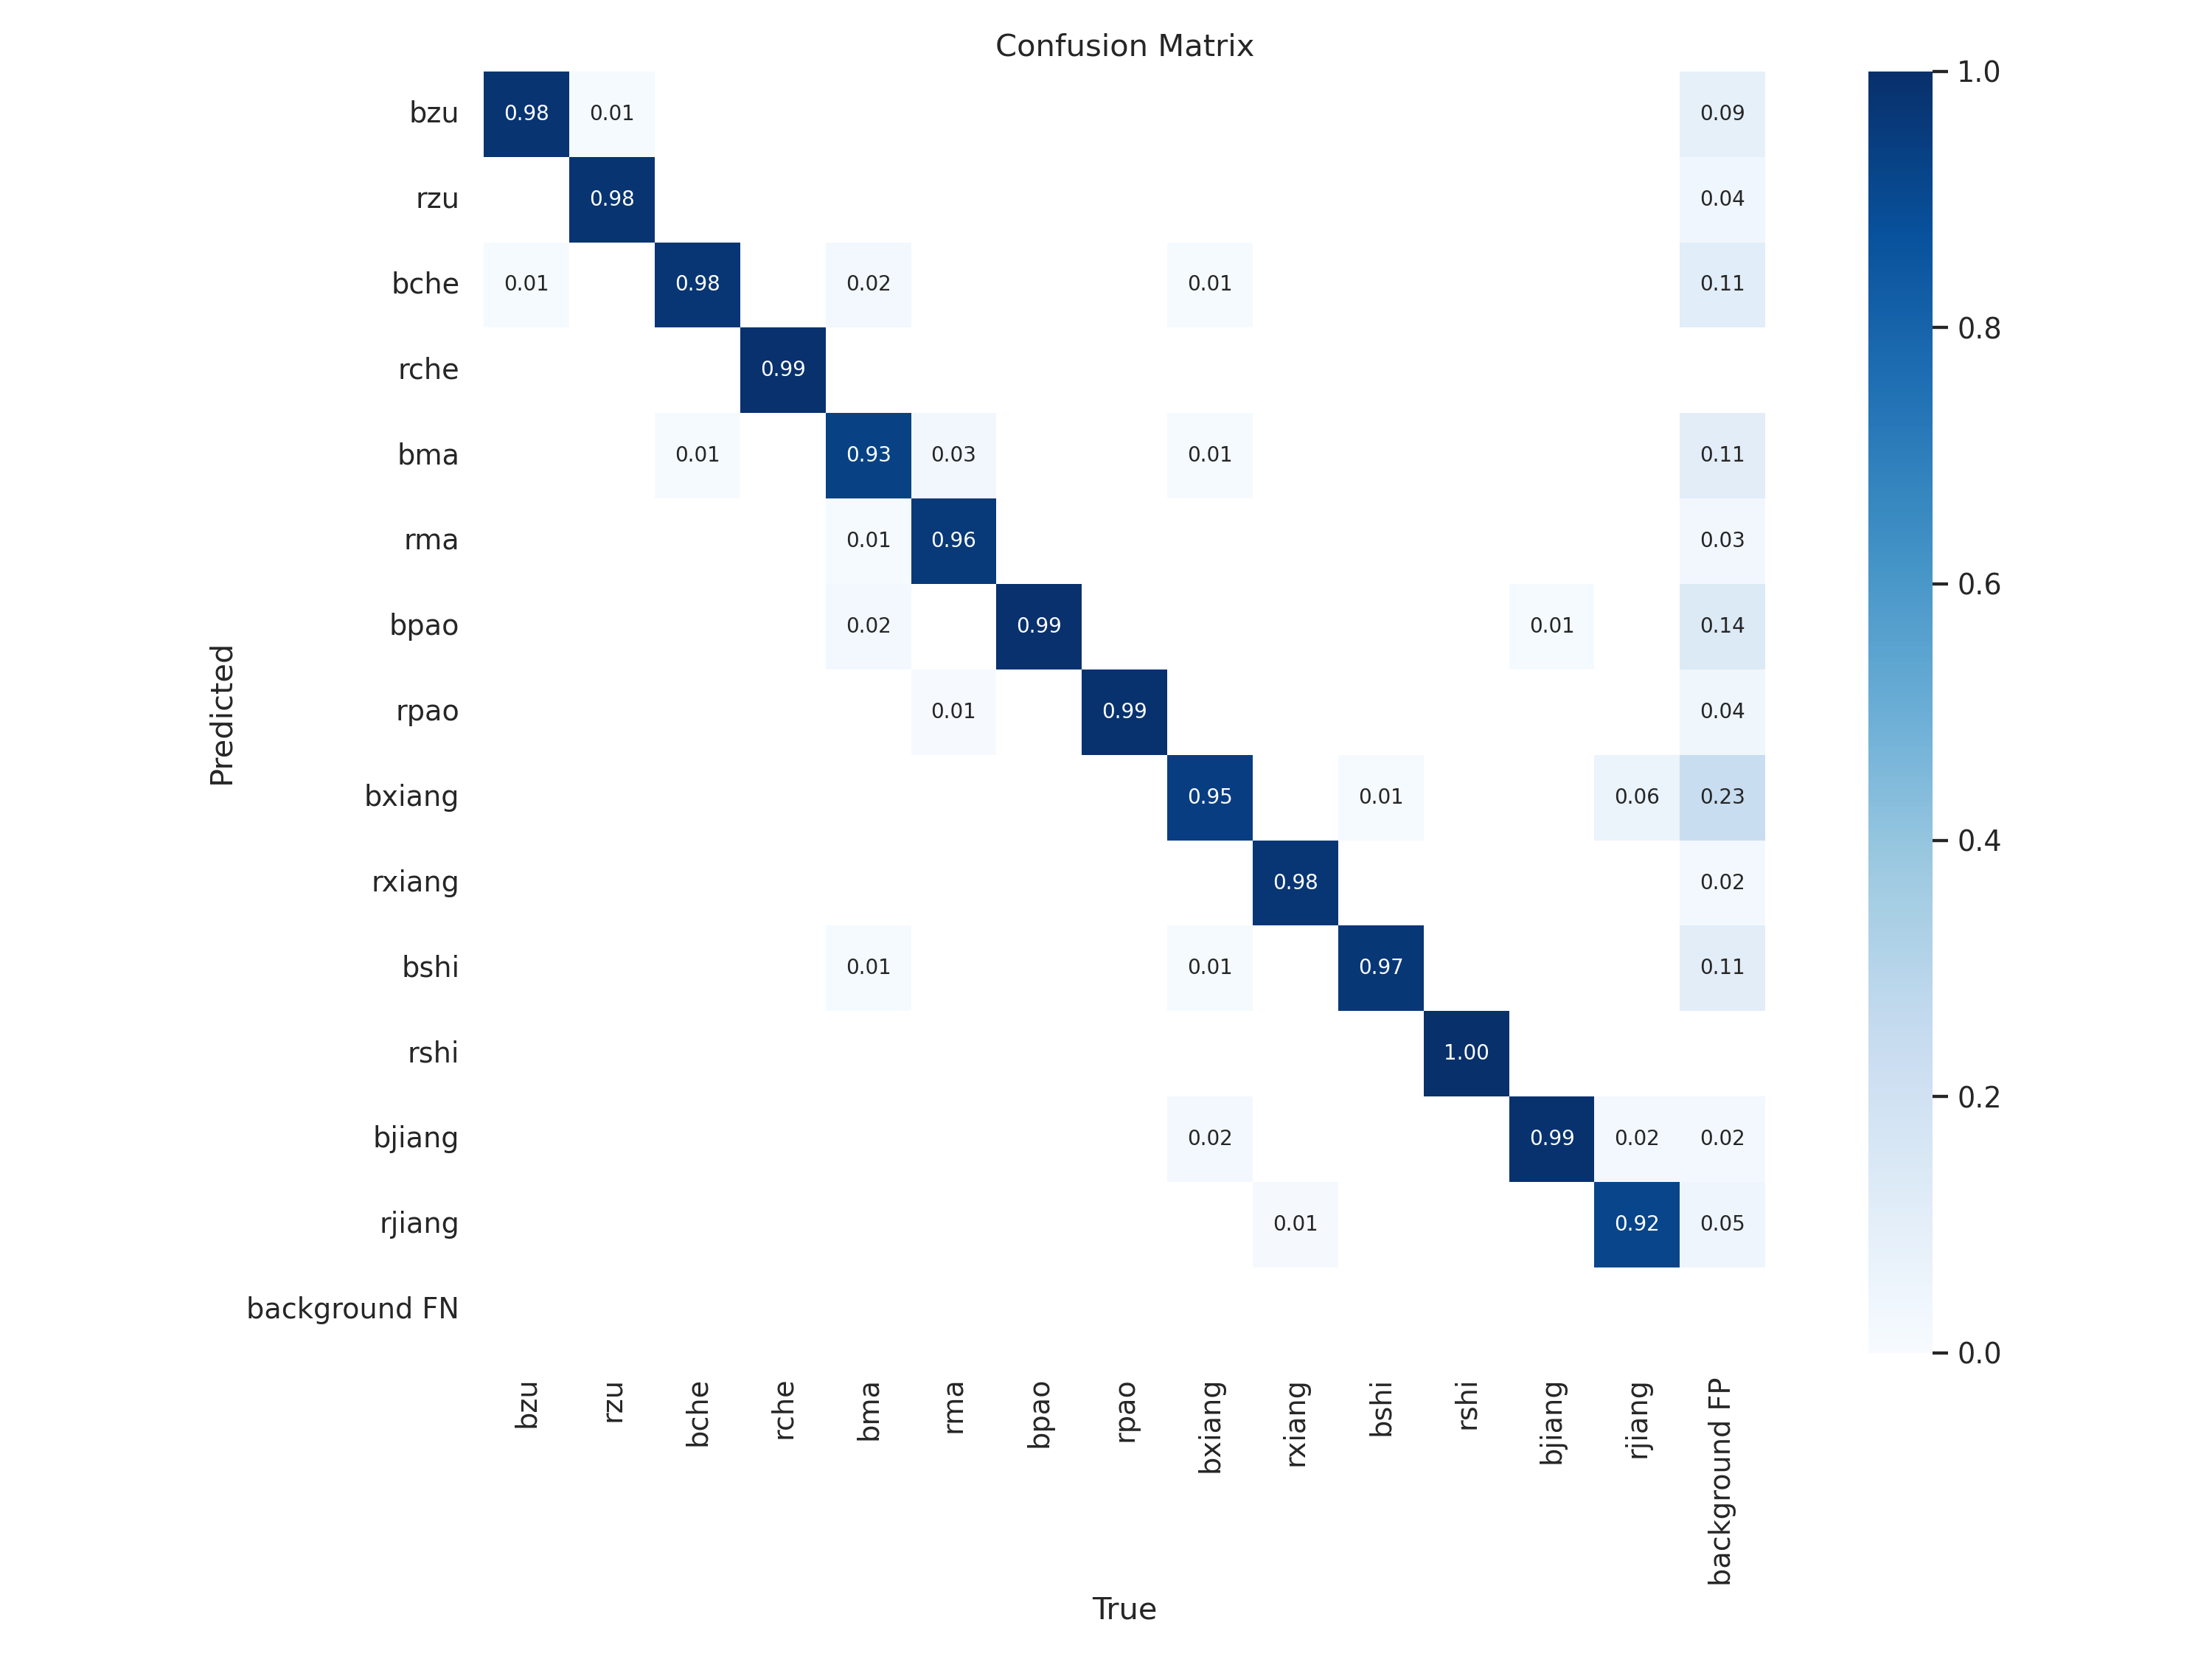 Confusion Matrix
bzu 0.98 0.01 0.09
rzu 0.98 0.04
bche 0.01 0.98 0.02 0.01 0.11
rche 0.99
bma 0.01 0.93 0.03 0.01 0.11
rma 0.01 0.96 0.03
bpao 0.02 0.99 0.01 0.14
rpao 0.01 0.99 0.04
bxiang 0.95 0.01 0.06 0.23
rxiang 0.98 0.02
bshi 0.01 0.01 0.97 0.11
rshi 1.00
bjiang 0.02 0.99 0.02 0.02
rjiang 0.01 0.92 0.05
background FN
Predicted
bzu rzu bche rche bma rma bpao rpao bxiang rxiang bshi rshi bjiang rjiang background FP
True
1.0
0.8
0.6
0.4
0.2
0.0